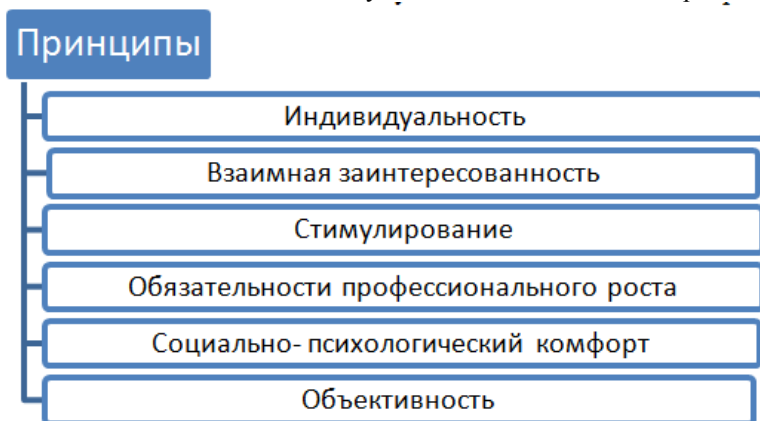 Принципы
Индивидуальность
Взаимная заинтересованность
Стимулирование
Обязательности профессионального роста
Социально- психологический комфорт
Объективность